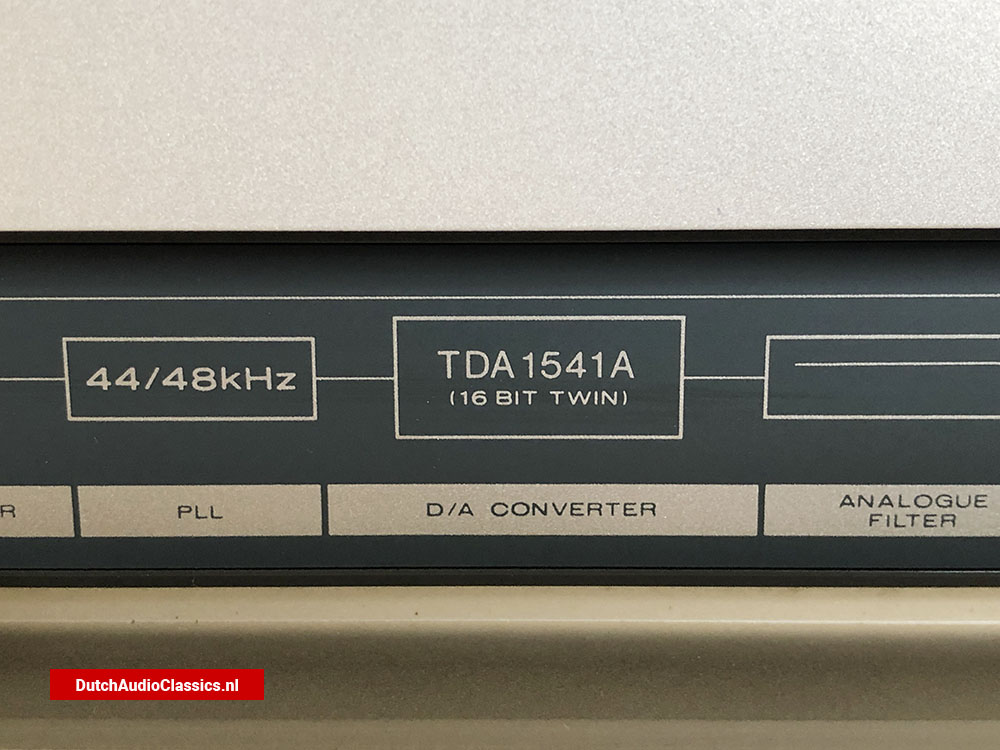 44/48kHz
TDA1541A
(16 BIT TWIN)
R
PLL
D/A CONVERTER
ANALOGUE
FILTER
DutchAudioClassics.nl